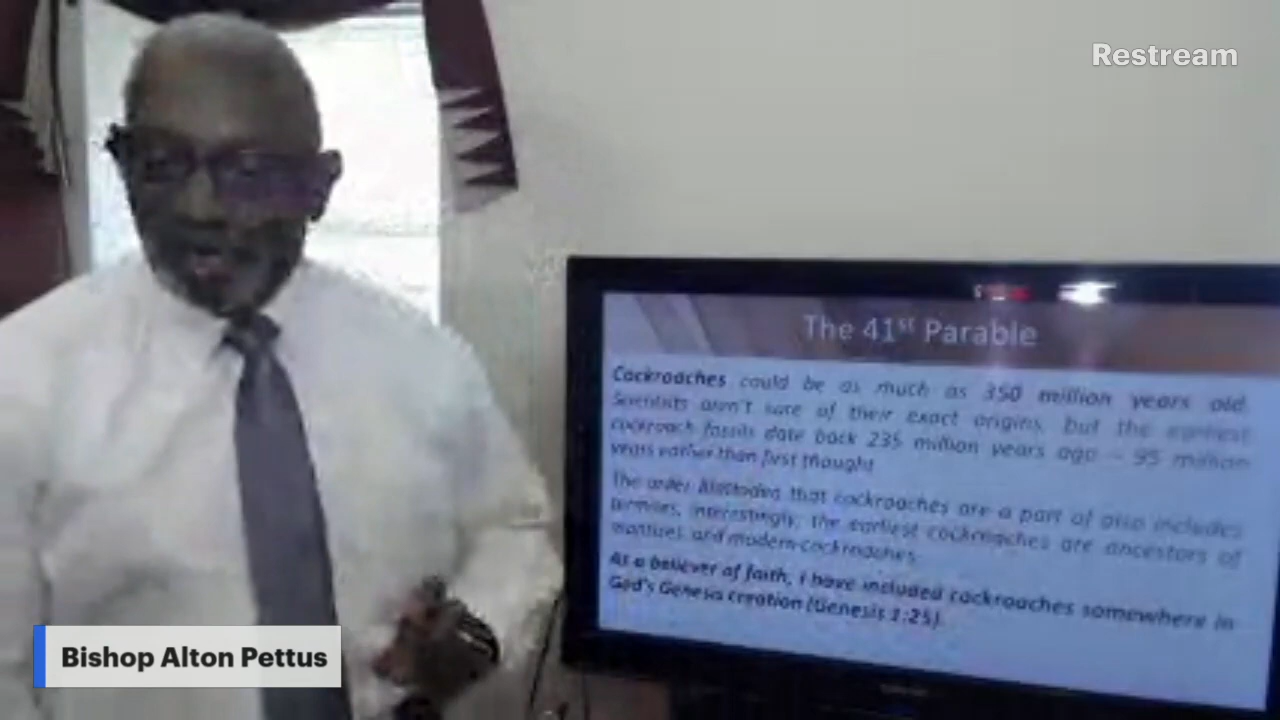 Restream
The 41st Parable
Cockroaches could be as much as 350 million years old.
Scientists aren't sure of their exact origins, but the earliest
cockroach fossils date back 235 million years ago – 95 million
years earlier than first thought
The order Blattodea that cockroaches are a part of also includes
termites, interestingly, the earliest cockroaches are ancestors of
mantises and modern cockroaches.
As a believer of faith, I have included cockroaches somewhere in
God's Genesis creation (Genesis 1:25).
Bishop Alton Pettus